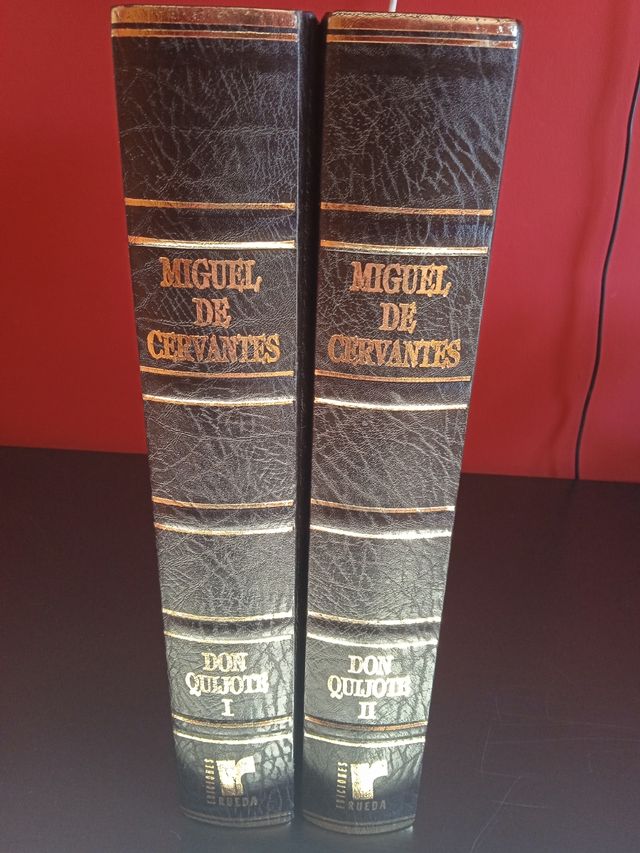 MIGUEL
DE
CERVANTES
DON
QUIJOTE
I
EDICIONES
r
RUEDA
MIGUEL
DE
CERVANTES
DON
QUIJOTE
II
EDICIONES
r
RUEDA